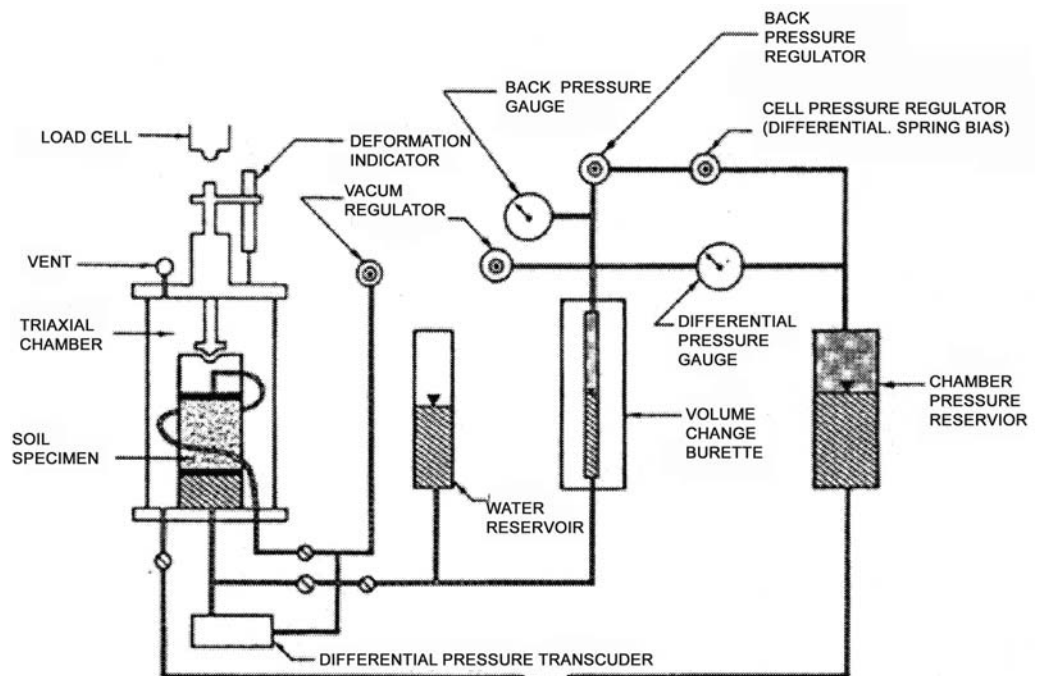 BACK
PRESSURE
REGULATOR
BACK PRESSURE
GAUGE
CELL PRESSURE REGULATOR
(DIFFERENTIAL. SPRING BIAS)
LOAD CELL
DEFORMATION
INDICATOR
VACUM
REGULATOR
VENT
TRIAXIAL
CHAMBER
DIFFERENTIAL
PRESSURE
GAUGE
CHAMBER
PRESSURE
RESERVIOR
VOLUME
CHANGE
BURETTE
SOIL
SPECIMEN
WATER
RESERVOIR
DIFFERENTIAL PRESSURE TRANSCUDER